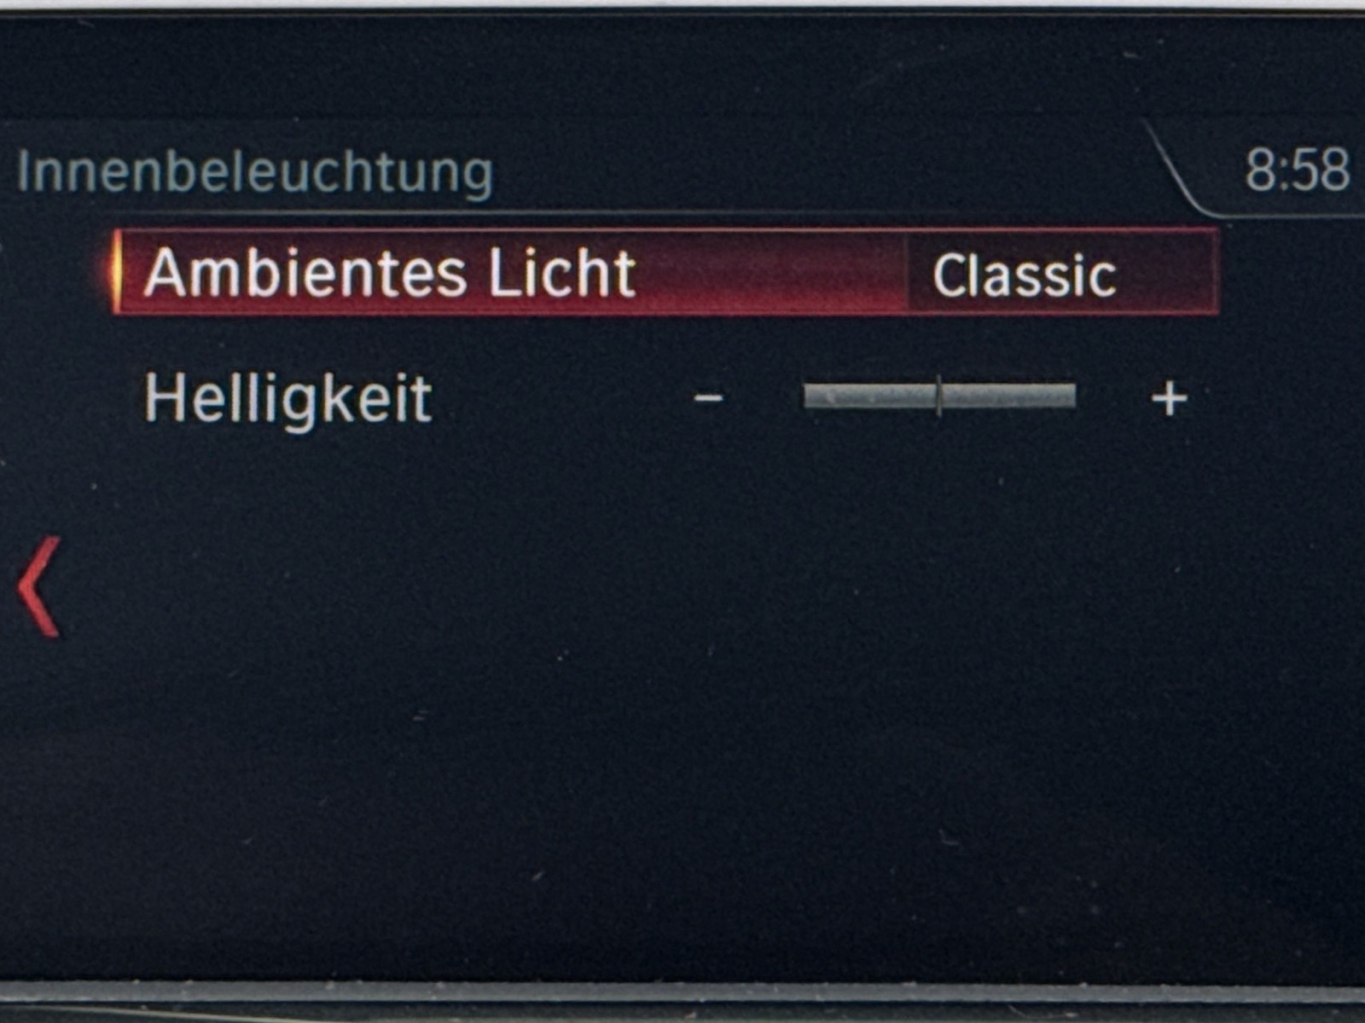 Innenbeleuchtung
8:58
Ambientes Licht Classic
Helligkeit - +